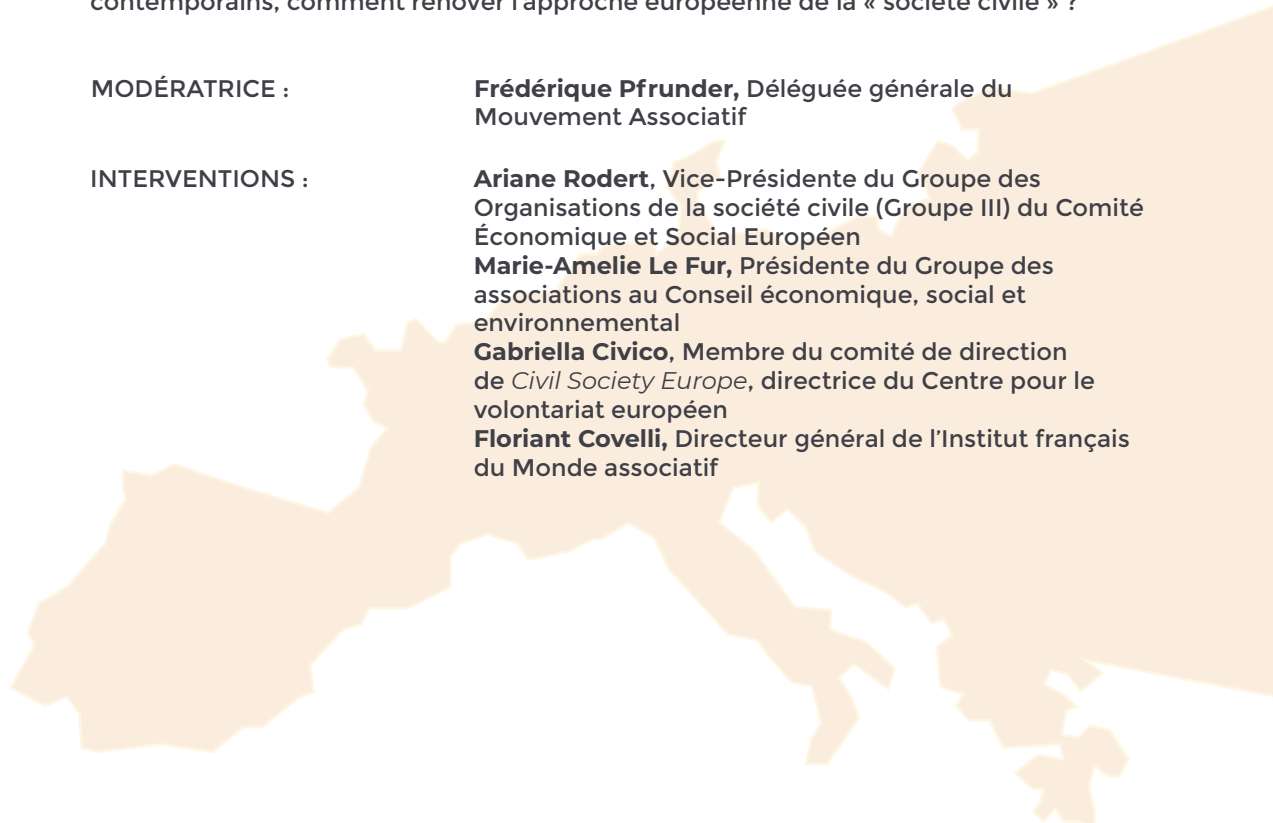 contemporains, comment rénover l'approche européenne de la « société civile » ?
MODÉRATRICE :
Frédérique Pfrunder, Déléguée générale du
Mouvement Associatif
INTERVENTIONS :
Ariane Rodert, Vice-Présidente du Groupe des
Organisations de la société civile (Groupe III) du Comité
Économique et Social Européen
Marie-Amelie Le Fur, Présidente du Groupe des
associations au Conseil économique, social et
environnemental
Gabriella Civico, Membre du comité de direction
de Civil Society Europe, directrice du Centre pour le
volontariat européen
Floriant Covelli, Directeur général de l'Institut français
du Monde associatif